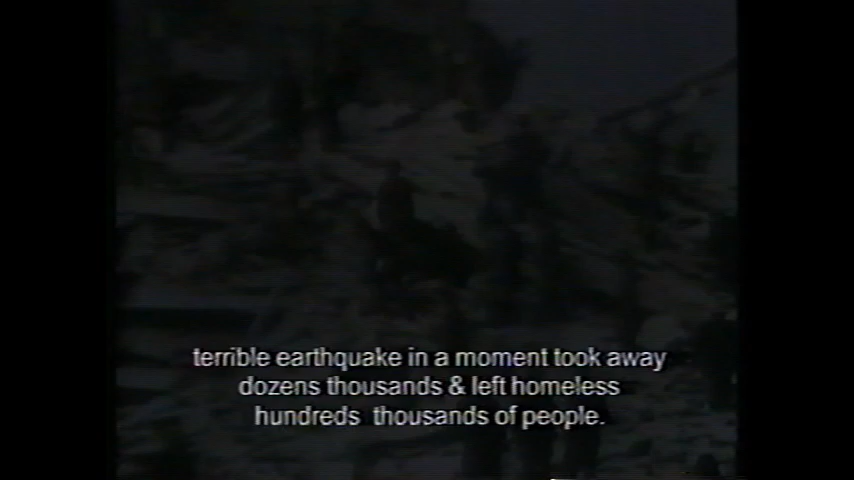 terrible earthquake in a moment took away
dozens thousands & left homeless
hundreds thousands of people.